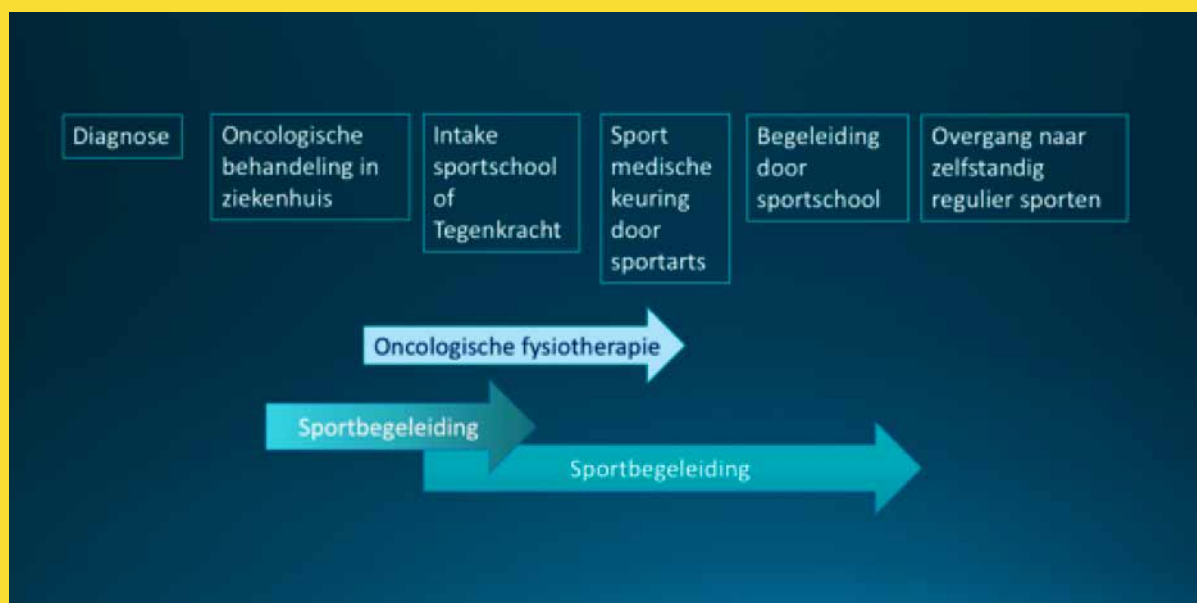 Diagnose
Oncologische
behandeling in
ziekenhuis
Intake
sportschool
of
Tegenkracht
Sport
medische
keuring
door
sportarts
Begeleiding
door
sportschool
Overgang naar
zelfstandig
regulier sporten
Oncologische fysiotherapie
Sportbegeleiding
Sportbegeleiding